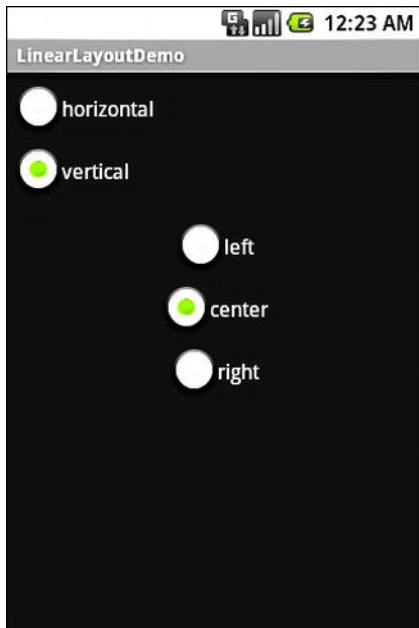 G
12:23 AM
LinearLayoutDemo
horizontal
vertical
left
center
right